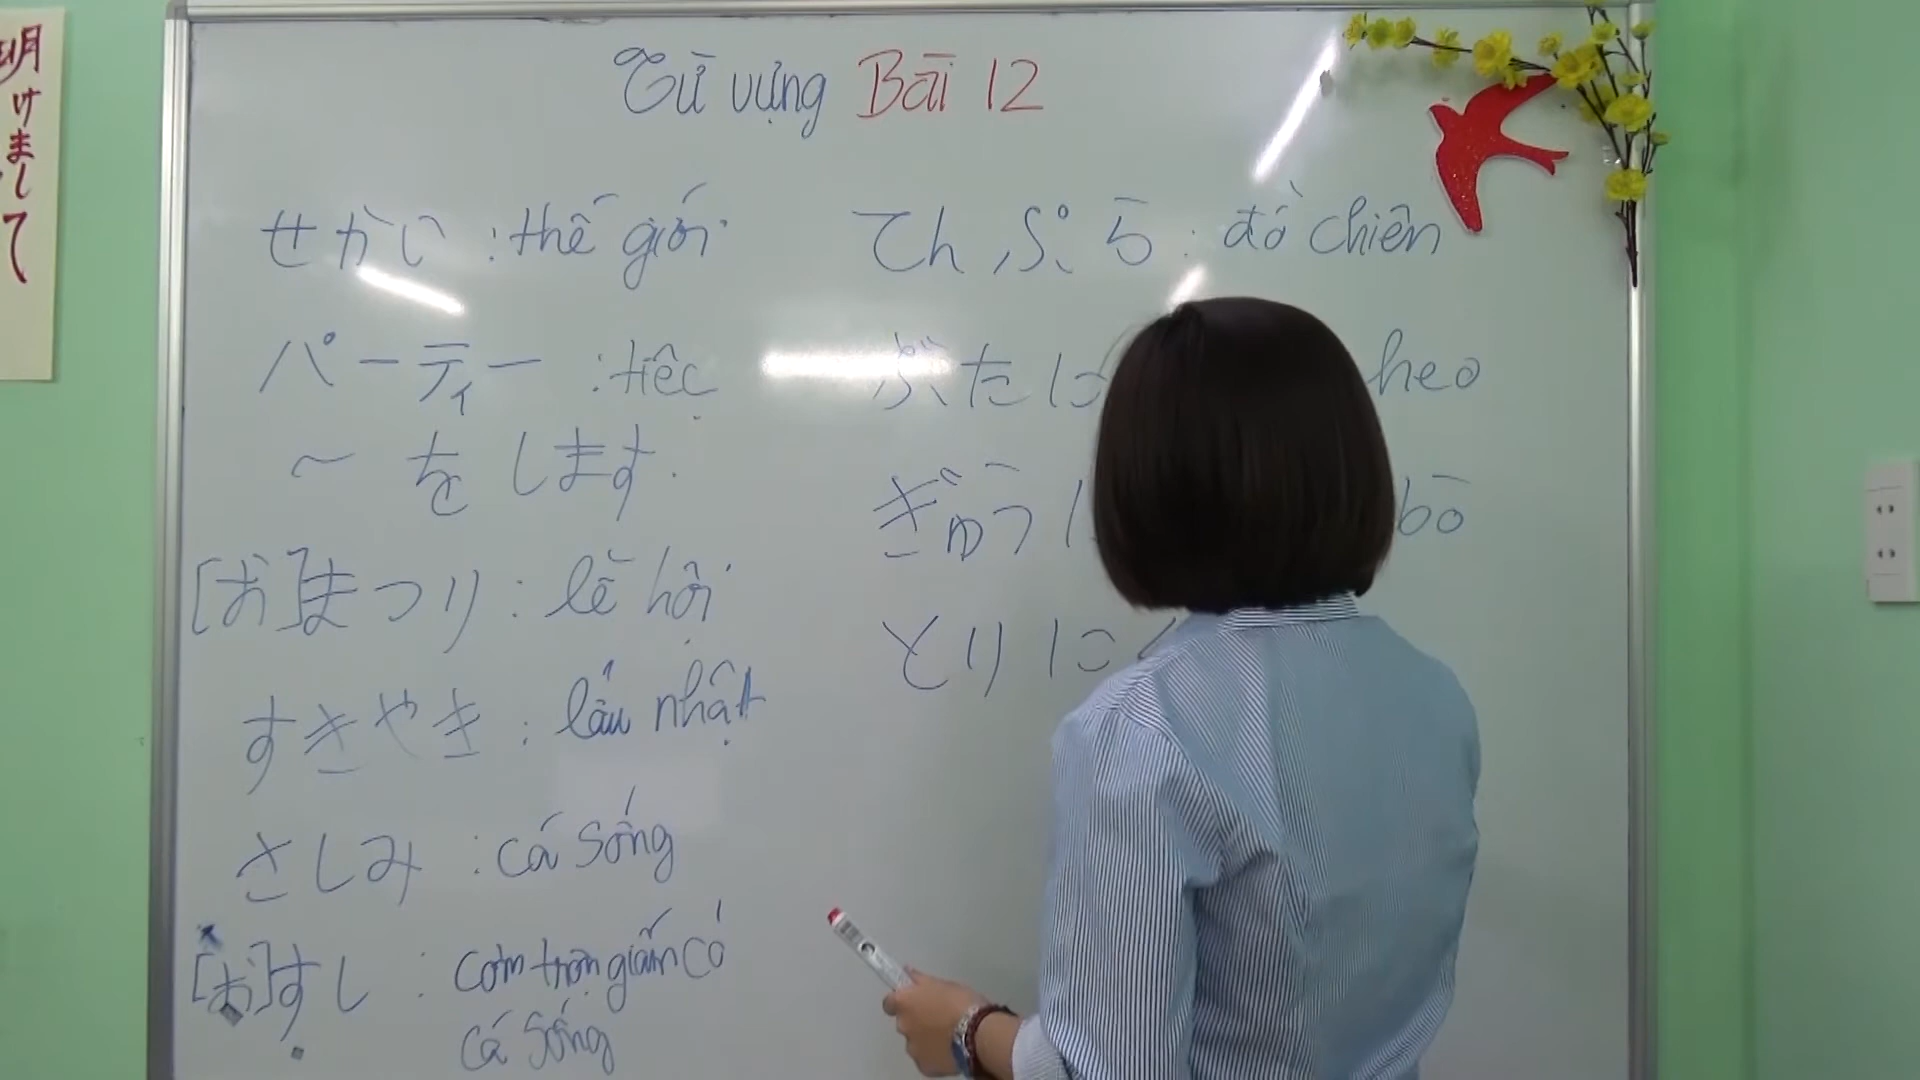 明けまして
Từ vựng Bài 12
せかい : thế giới
パーティー : tiệc
～ をします.
[お]まつり : lễ hội
すきやき : lẩu nhật
さしみ : cá sống
[お]すし : cơm trộn giấm có
cá sống
てんぷら : đồ chiên
ぶたに heo
ぎゅう bò
とりに